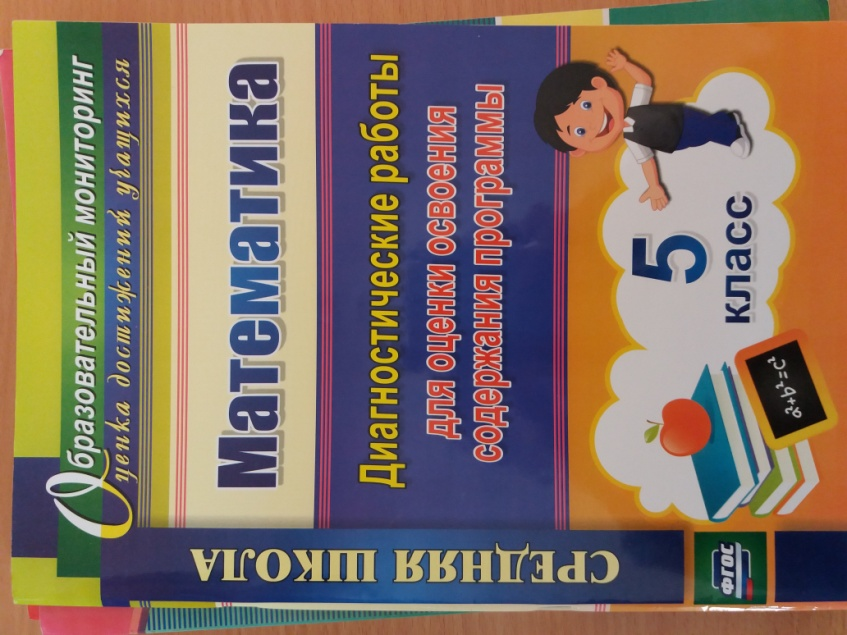 Образовательный мониторинг
Оценка достижений учащихся
Математика
Диагностические работы
для оценки освоения
содержания программы
5
класс
a²+b²=c²
СРЕДНЯЯ ШКОЛА
ФГОС